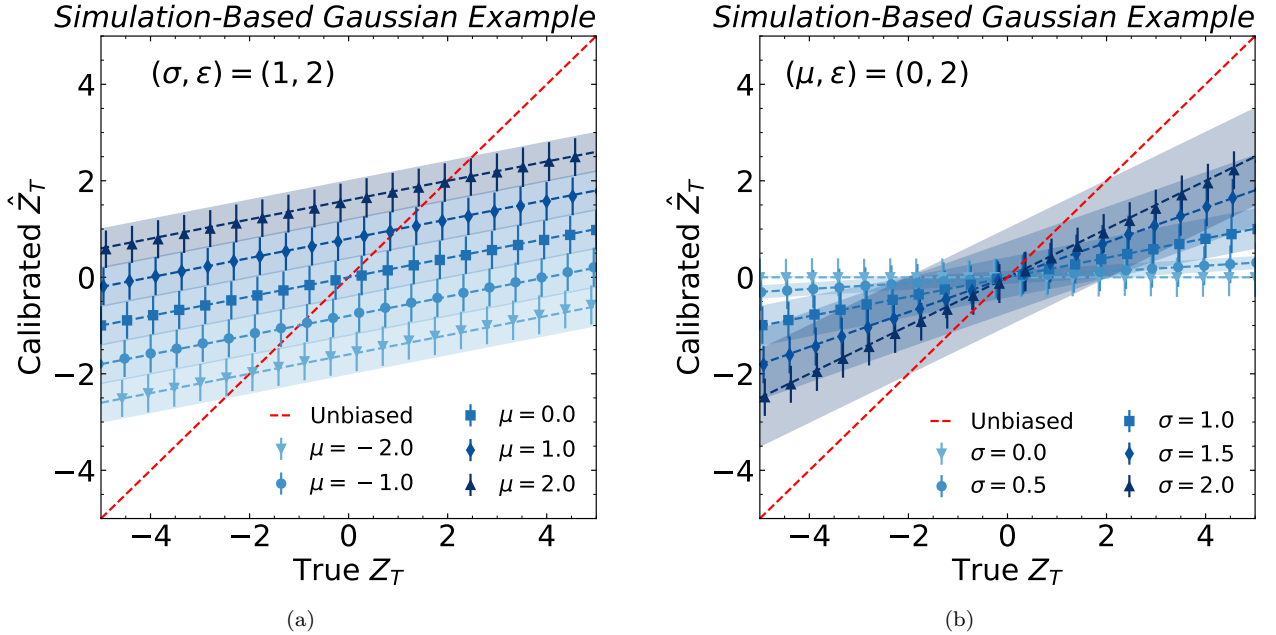 Simulation-Based Gaussian Example
(σ, ε) = (1, 2)
4
2
0
−2
−4
Calibrated Ẑ_T
Unbiased
μ = −2.0
μ = −1.0
μ = 0.0
μ = 1.0
μ = 2.0
−4 −2 0 2 4
True Z_T
(a)
Simulation-Based Gaussian Example
(μ, ε) = (0, 2)
4
2
0
−2
−4
Calibrated Ẑ_T
Unbiased
σ = 0.0
σ = 0.5
σ = 1.0
σ = 1.5
σ = 2.0
−4 −2 0 2 4
True Z_T
(b)